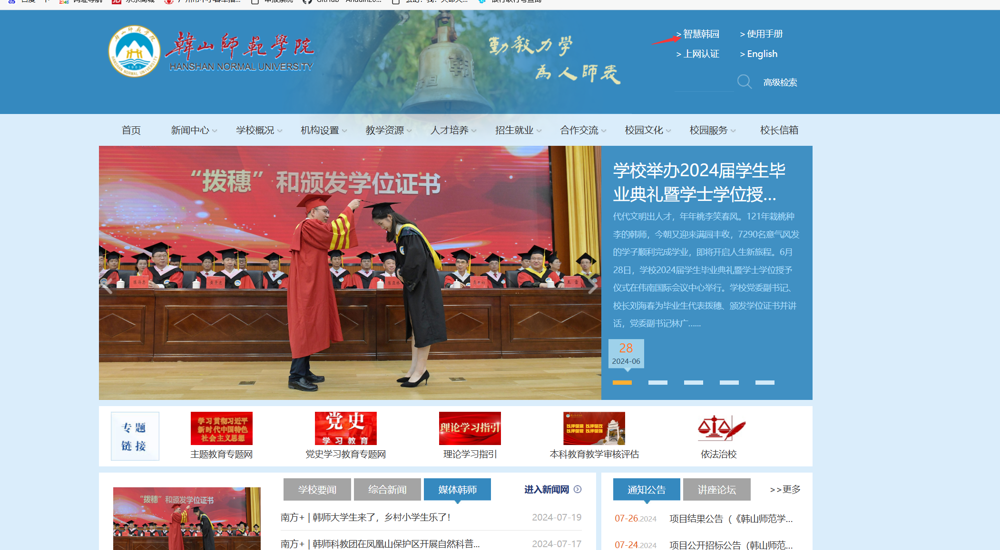 京东商城
韓山師範學院
HANSHAN NORMAL UNIVERSITY
勤教力學
為人師表
> 智慧韩园
> 使用手册
> 上网认证
> English
高级检索
首页
新闻中心
学校概况
机构设置
教学资源
人才培养
招生就业
合作交流
校园文化
校园服务
校长信箱
“拨穗”和颁发学位证书
学校举办2024届学生毕
业典礼暨学士学位授...
代代文明出人才，年年桃李笑春风。121年栽桃种
李的韩师，今朝又迎来满园丰收，7290名意气风发
的学子顺利完成学业，即将开启人生新旅程。6月
28日，学校2024届学生毕业典礼暨学士学位授予
仪式在伟南国际会议中心举行。学校党委副书记、
校长刘海春为毕业生代表拨穗、颁发学位证书并讲
话，党委副书记林广......
28
2024-06
专题
链接
学习贯彻习近平
新时代中国特色
社会主义思想
主题教育专题网
党史
学习教育
党史学习教育专题网
理论学习指引
理论学习指引
以评促建 以评促改
以评促管 以评促强
本科教育教学审核评估
依法治校
“拨穗”和颁发学位证书
学校要闻
综合新闻
媒体韩师
进入新闻网
南方+ | 韩师大学生来了，乡村小学生乐了！
2024-07-19
南方+ | 韩师科教团在凤凰山保护区开展自然科普...
2024-07-17
通知公告
讲座论坛
>>更多
07-26.2024
项目结果公告（《韩山师范学...
07-24.2024
项目公开招标公告（韩山师范...